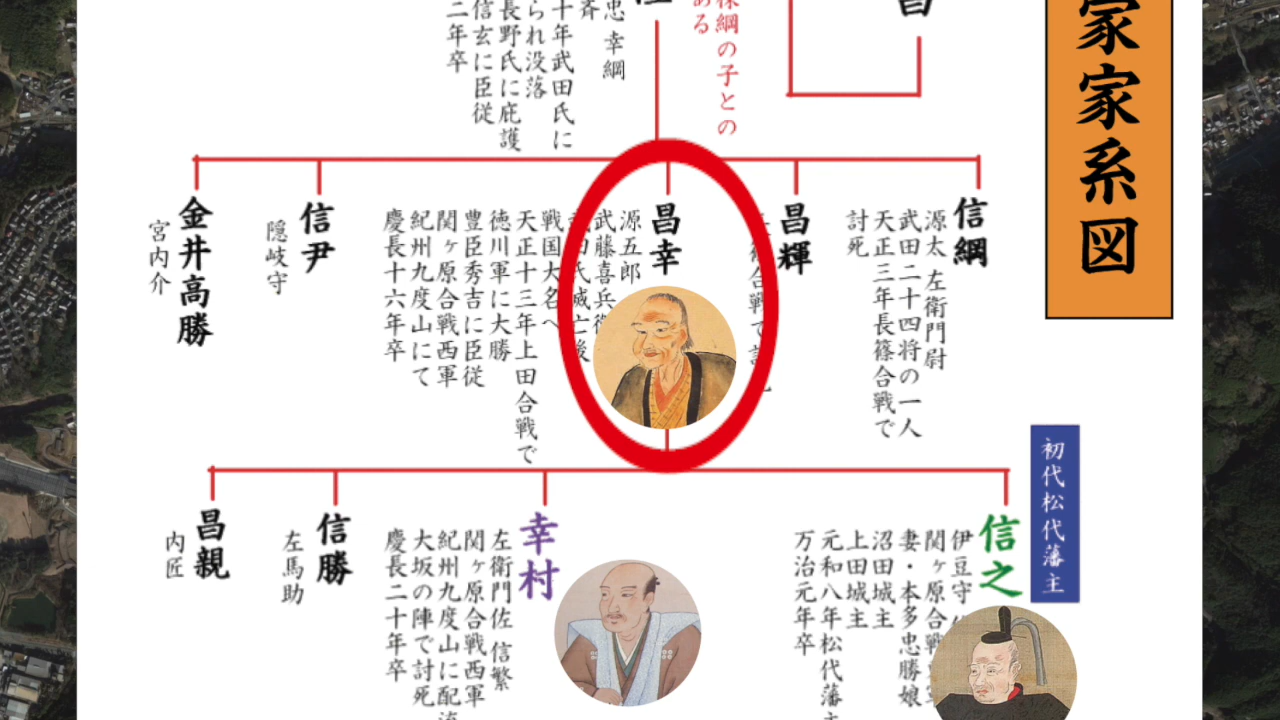 家家系図
昌
株綱の子との
ある
忠 幸綱
斉
十年武田氏に
られ没落
長野氏に庇護
信玄に臣従
二年卒
信綱
源太 左衛門尉
武田二十四将の一人
天正三年長篠合戦で
討死
昌輝
昌幸
源五郎
武藤喜兵衛
戦国大名へ
天正十三年上田合戦で
徳川軍に大勝
豊臣秀吉に臣従
関ヶ原合戦西軍
紀州九度山にて
慶長十六年卒
信尹
隠岐守
金井高勝
宮内介
初代松代藩主
信之
伊豆守
関ヶ原合戦
妻・本多忠勝娘
沼田城主
上田城主
元和八年松代藩主
万治元年卒
幸村
左衛門佐 信繁
関ヶ原合戦西軍
紀州九度山に配流
大坂の陣で討死
慶長二十年卒
信勝
左馬助
昌親
内匠